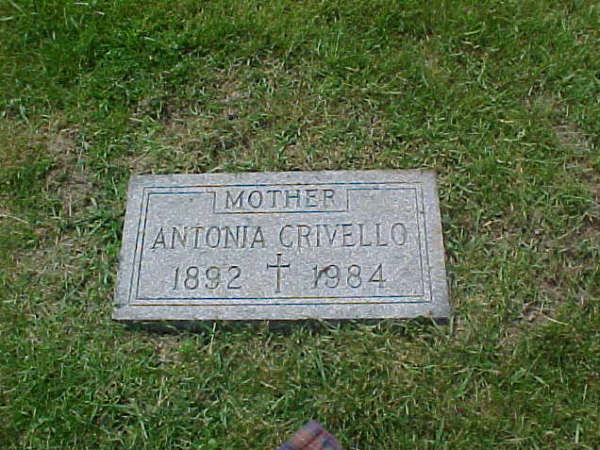 MOTHER
ANTONIA CRIVELLO
1892 † 1984